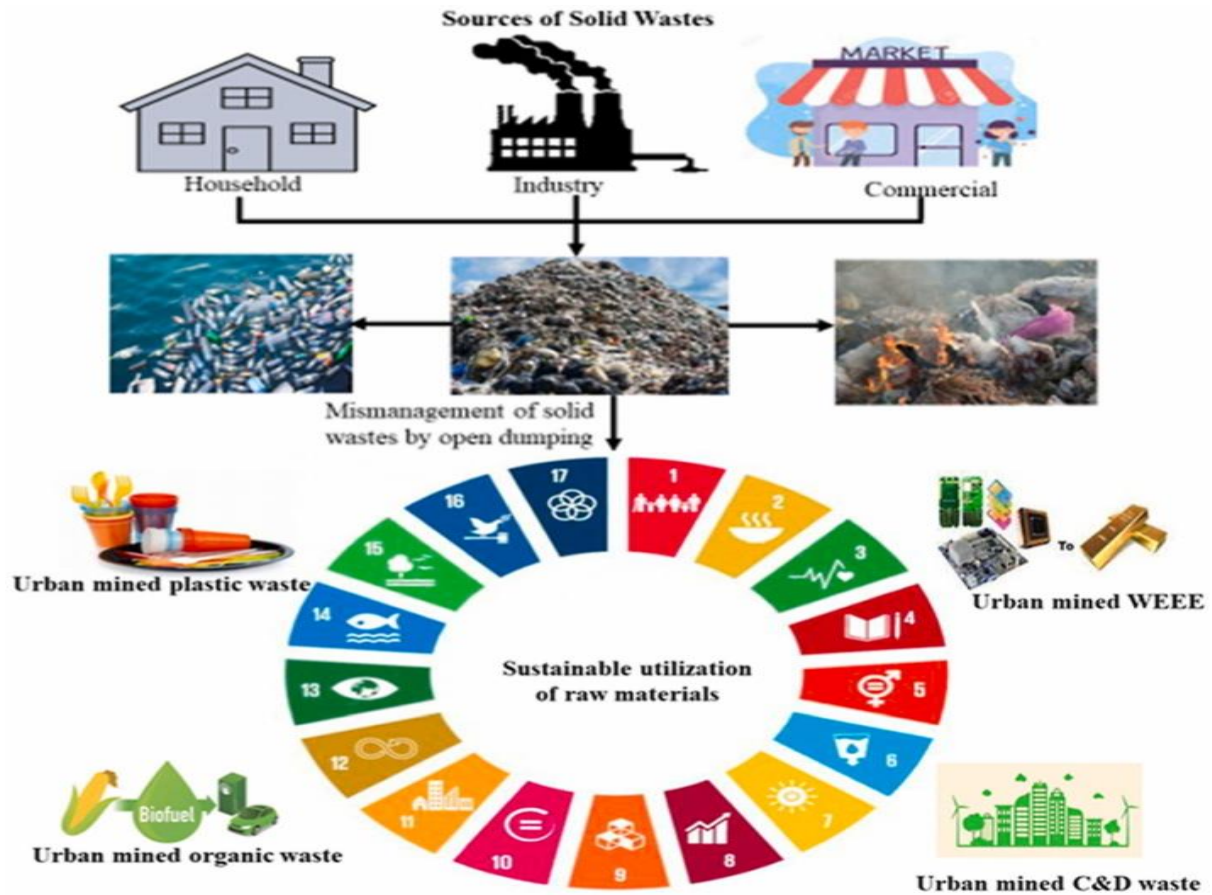 Sources of Solid Wastes
MARKET
Household
Industry
Commercial
Mismanagement of solid
wastes by open dumping
17
1
16
2
15
3
14
4
13
5
12
6
11
7
10
9
8
Urban mined plastic waste
To
Urban mined WEEE
Sustainable utilization
of raw materials
Biofuel
Urban mined organic waste
Urban mined C&D waste